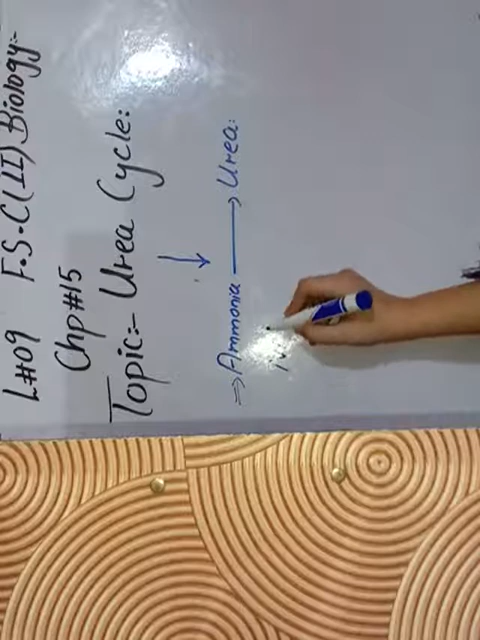 L#09 F.S.C(II) Biology:-
Chp#15
Topic:- Urea Cycle:
⇒ Ammonia → Urea: